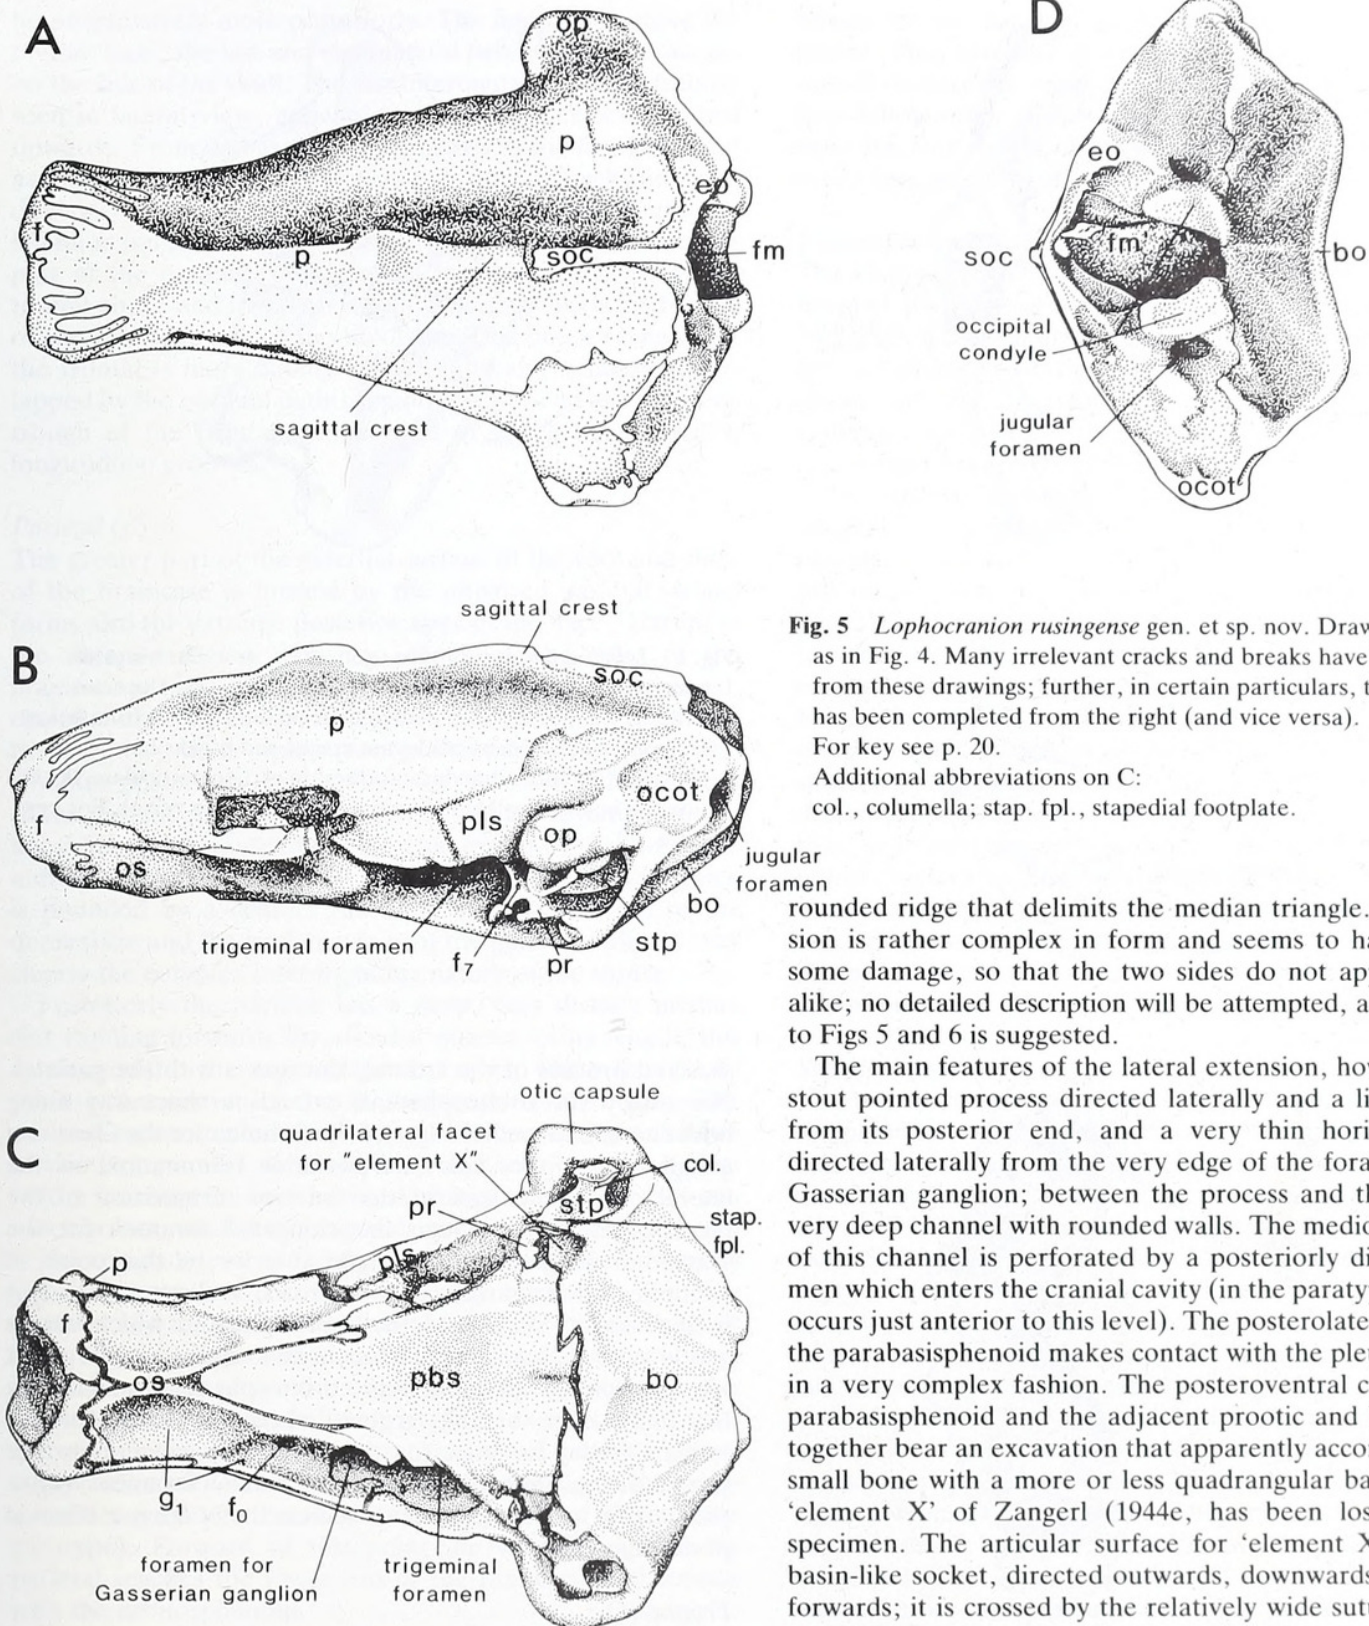 A
op
p
eo
f
p
soc
fm
sagittal crest
D
eo
fm
soc
bo
occipital
condyle
jugular
foramen
ocot
B
sagittal crest
soc
p
ocot
pls
op
f
os
jugular
foramen
bo
trigeminal foramen
f7
pr
stp
C
otic capsule
quadrilateral facet
for "element X"
col.
pr
stp
stap.
fpl.
pls
p
f
os
pbs
bo
g1
f0
foramen for
Gasserian ganglion
trigeminal
foramen
Fig. 5 Lophocranion rusingense gen. et sp. nov. Draw
as in Fig. 4. Many irrelevant cracks and breaks have
from these drawings; further, in certain particulars, t
has been completed from the right (and vice versa).
For key see p. 20.
Additional abbreviations on C:
col., columella; stap. fpl., stapedial footplate.
rounded ridge that delimits the median triangle.
sion is rather complex in form and seems to ha
some damage, so that the two sides do not ap
alike; no detailed description will be attempted, a
to Figs 5 and 6 is suggested.
The main features of the lateral extension, ho
stout pointed process directed laterally and a li
from its posterior end, and a very thin hori
directed laterally from the very edge of the fora
Gasserian ganglion; between the process and th
very deep channel with rounded walls. The medio
of this channel is perforated by a posteriorly di
men which enters the cranial cavity (in the paraty
occurs just anterior to this level). The posterolate
the parabasisphenoid makes contact with the ple
in a very complex fashion. The posteroventral c
parabasisphenoid and the adjacent prootic and
together bear an excavation that apparently acco
small bone with a more or less quadrangular ba
'element X' of Zangerl (1944e, has been los
specimen. The articular surface for 'element X
basin-like socket, directed outwards, downwards
forwards; it is crossed by the relatively wide sut